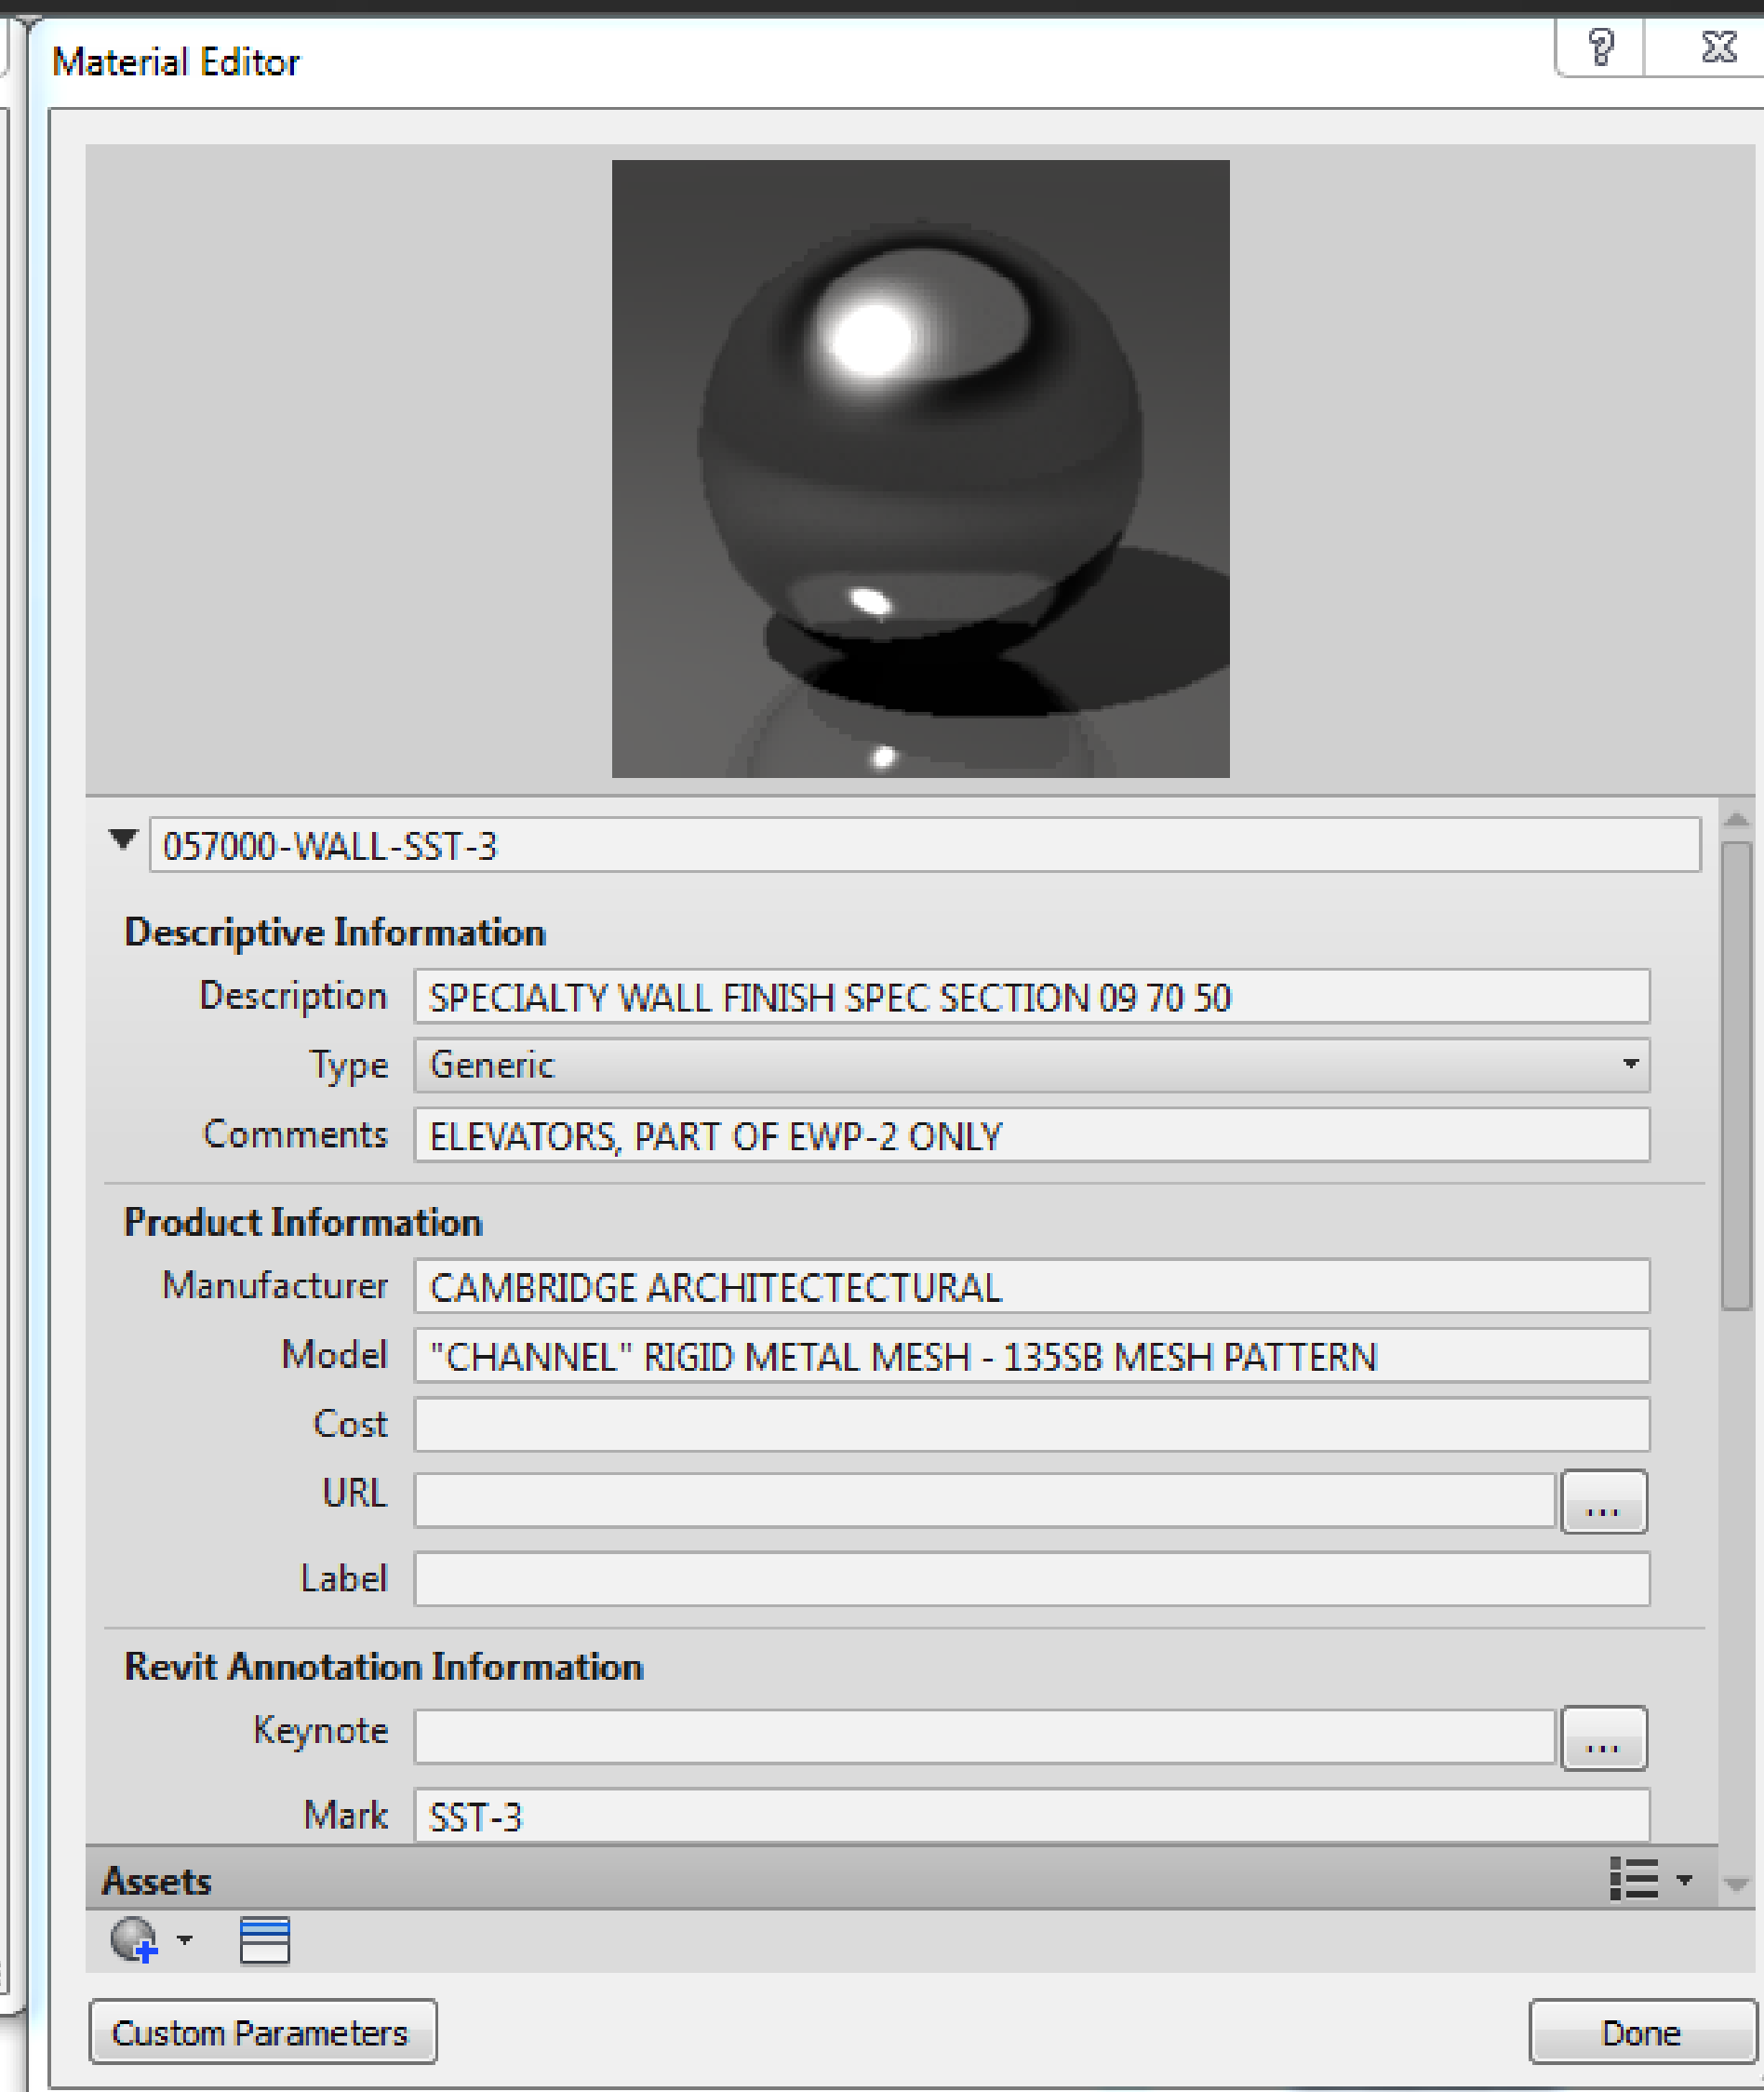 Material Editor
057000-WALL-SST-3
Descriptive Information
Description SPECIALTY WALL FINISH SPEC SECTION 09 70 50
Type Generic
Comments ELEVATORS, PART OF EWP-2 ONLY
Product Information
Manufacturer CAMBRIDGE ARCHITECTECTURAL
Model "CHANNEL" RIGID METAL MESH - 135SB MESH PATTERN
Cost
URL ...
Label
Revit Annotation Information
Keynote ...
Mark SST-3
Assets
Custom Parameters Done